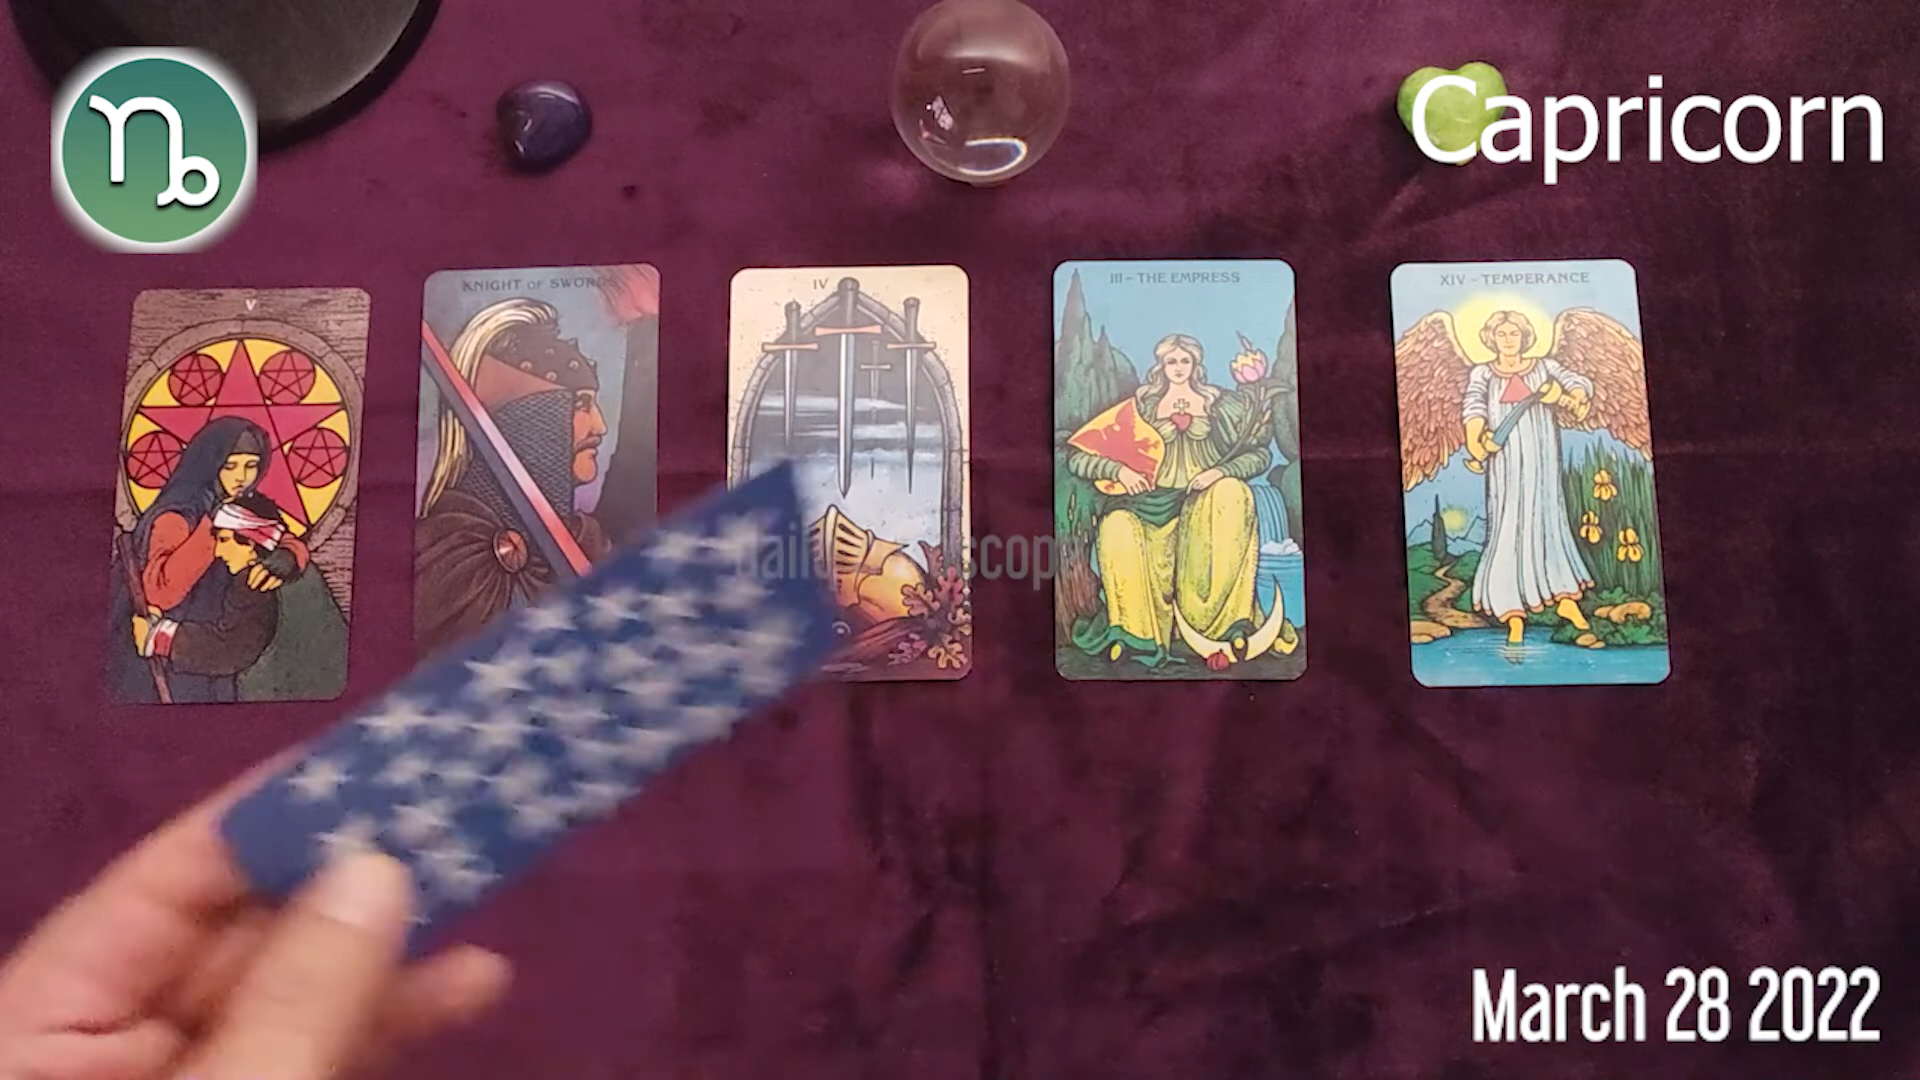 Capricorn
V
KNIGHT OF SWORDS
IV
III - THE EMPRESS
XIV - TEMPERANCE
March 28 2022